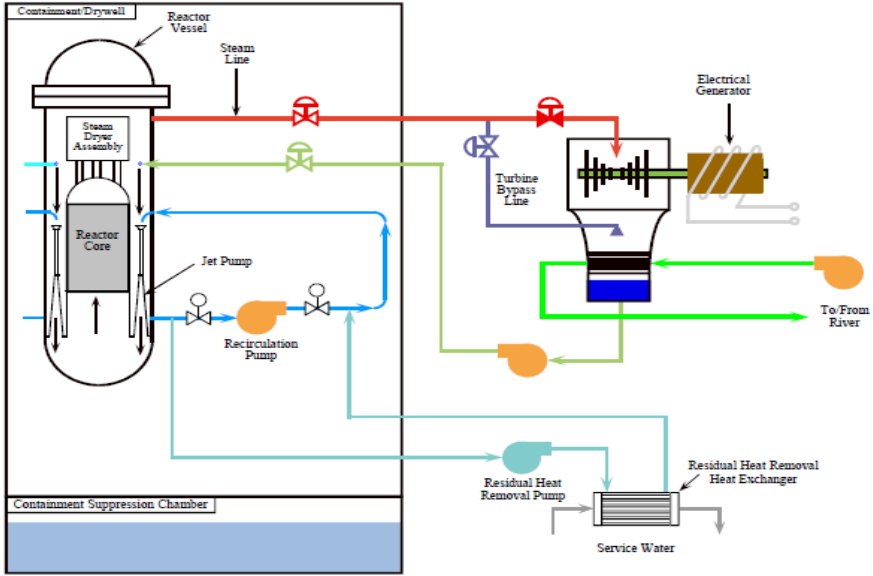 Containment/Drywell
Reactor
Vessel
Steam
Line
Electrical
Generator
Steam
Dryer
Assembly
Turbine
Bypass
Line
Reactor
Core
Jet Pump
To/From
River
Recirculation
Pump
Residual Heat Removal
Heat Exchanger
Residual Heat
Removal Pump
Containment Suppression Chamber
Service Water